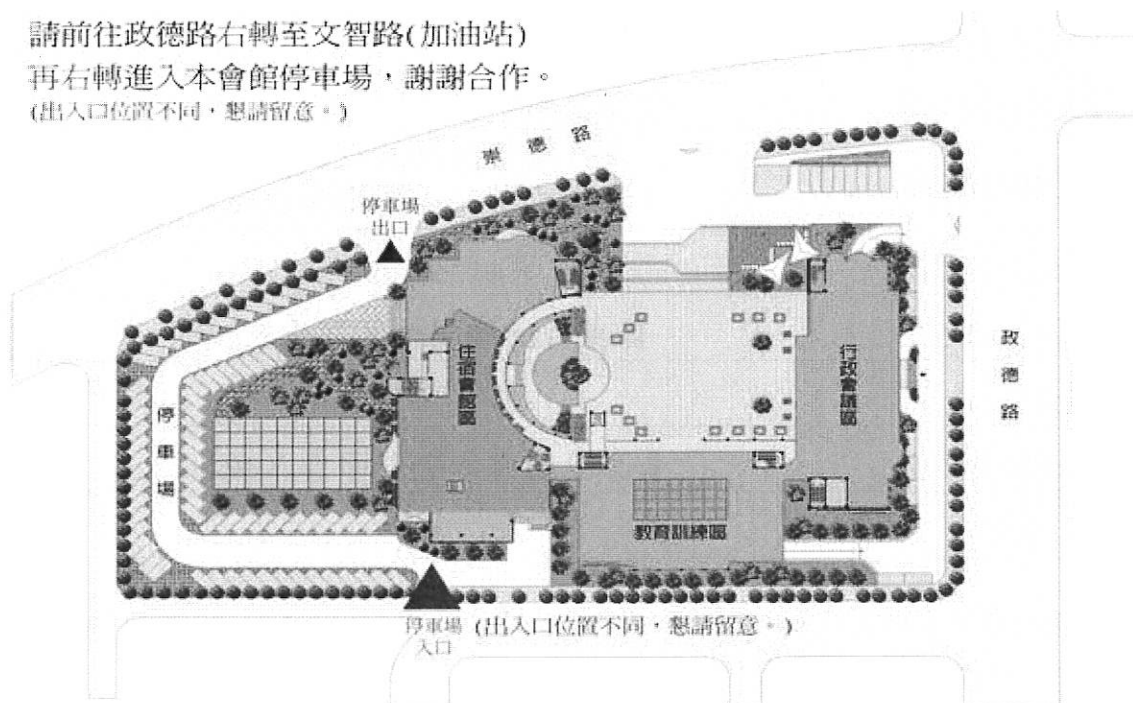 請前往政德路右轉至文智路(加油站)
再右轉進入本會館停車場，謝謝合作。
(出入口位置不同，懇請留意。)
崇德路
停車場
出口
政德路
住宿會館區
行政會議區
停車場
教育訓練區
停車場 (出入口位置不同，懇請留意。)
入口